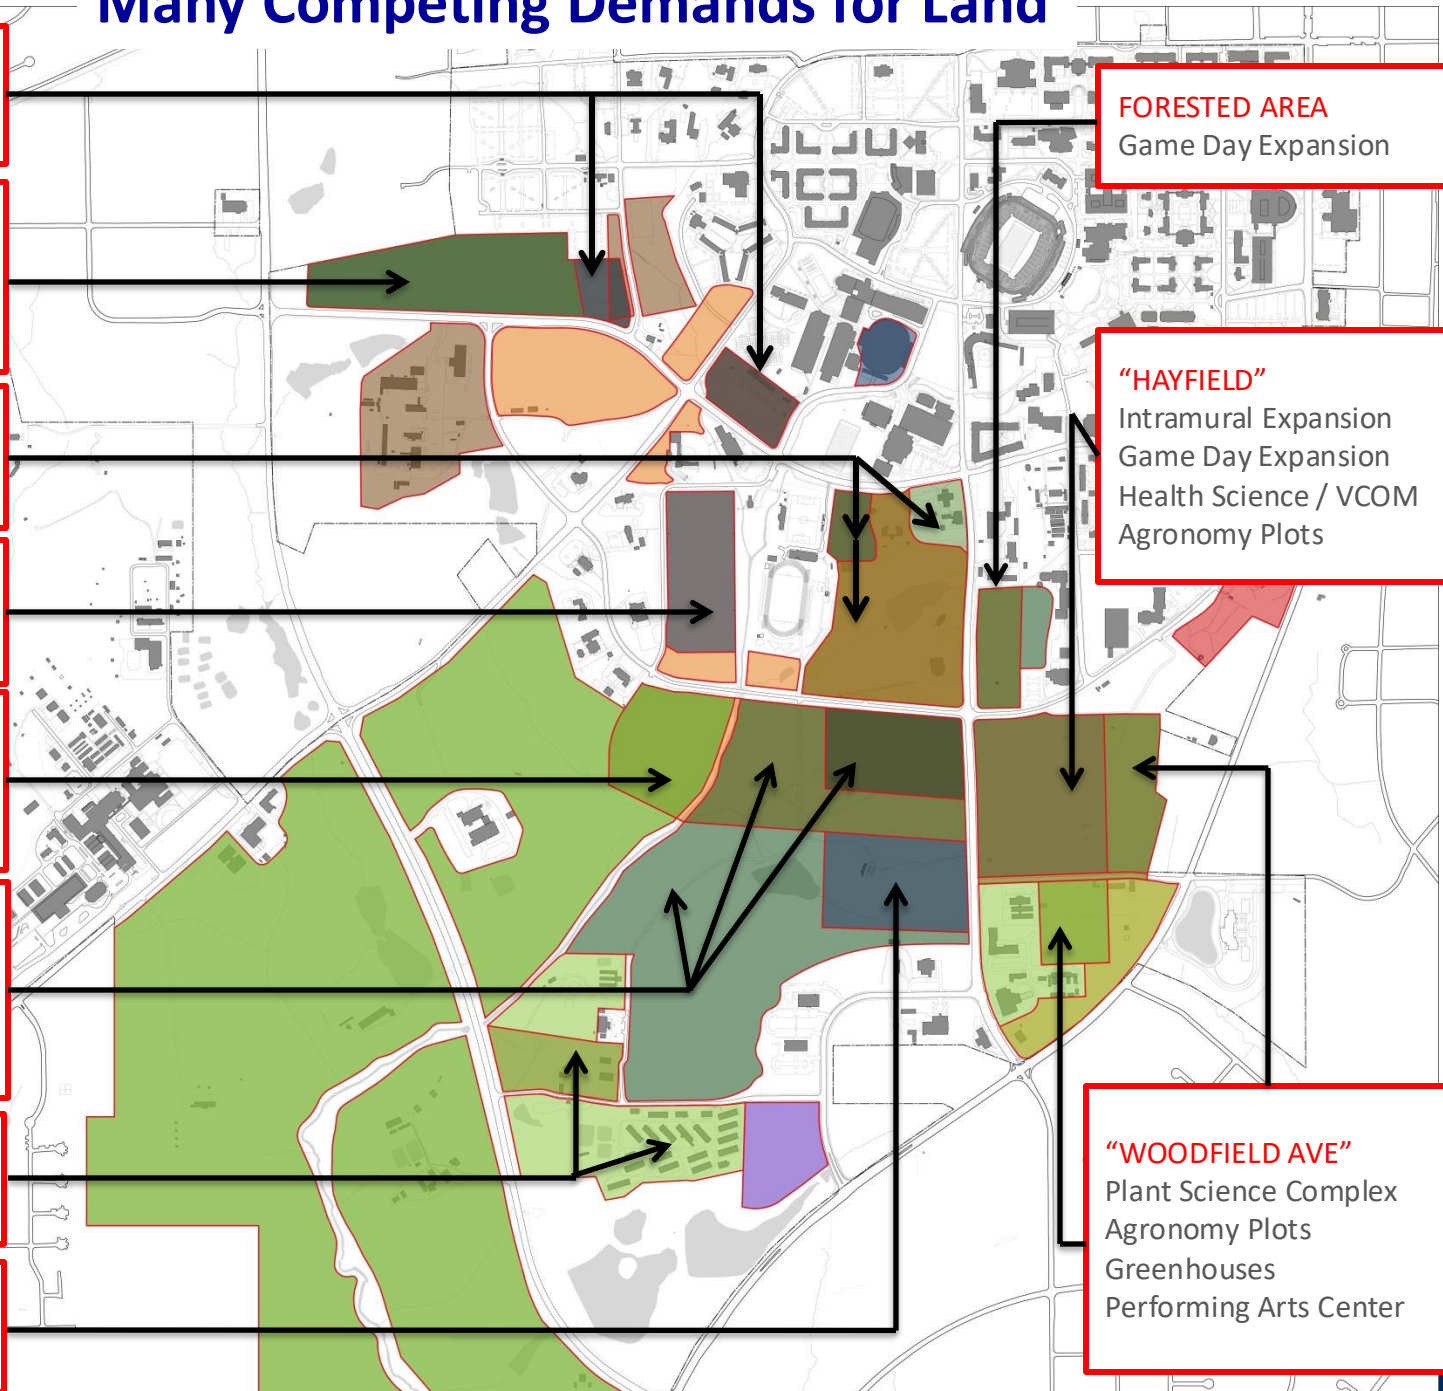 Many Competing Demands for Land
FORESTED AREA
Game Day Expansion
“HAYFIELD”
Intramural Expansion
Game Day Expansion
Health Science / VCOM
Agronomy Plots
“WOODFIELD AVE”
Plant Science Complex
Agronomy Plots
Greenhouses
Performing Arts Center